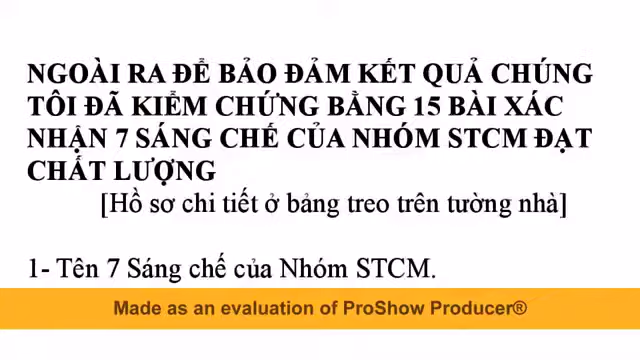 NGOÀI RA ĐỂ BẢO ĐẢM KẾT QUẢ CHÚNG
TÔI ĐÃ KIỂM CHỨNG BẰNG 15 BÀI XÁC
NHẬN 7 SÁNG CHẾ CỦA NHÓM STCM ĐẠT
CHẤT LƯỢNG
[Hồ sơ chi tiết ở bảng treo trên tường nhà]
1- Tên 7 Sáng chế của Nhóm STCM.
Made as an evaluation of ProShow Producer®